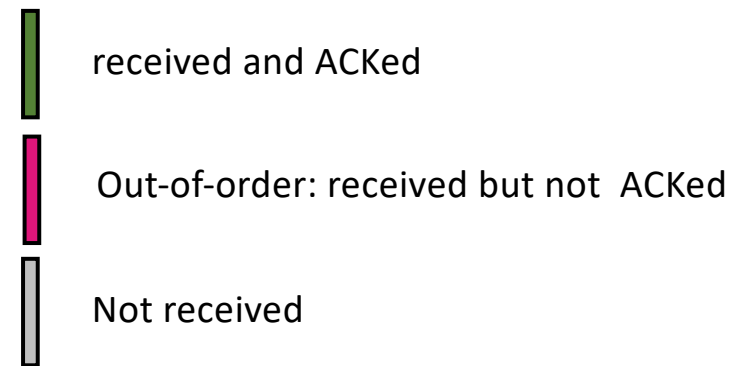 received and ACKed
Out-of-order: received but not ACKed
Not received